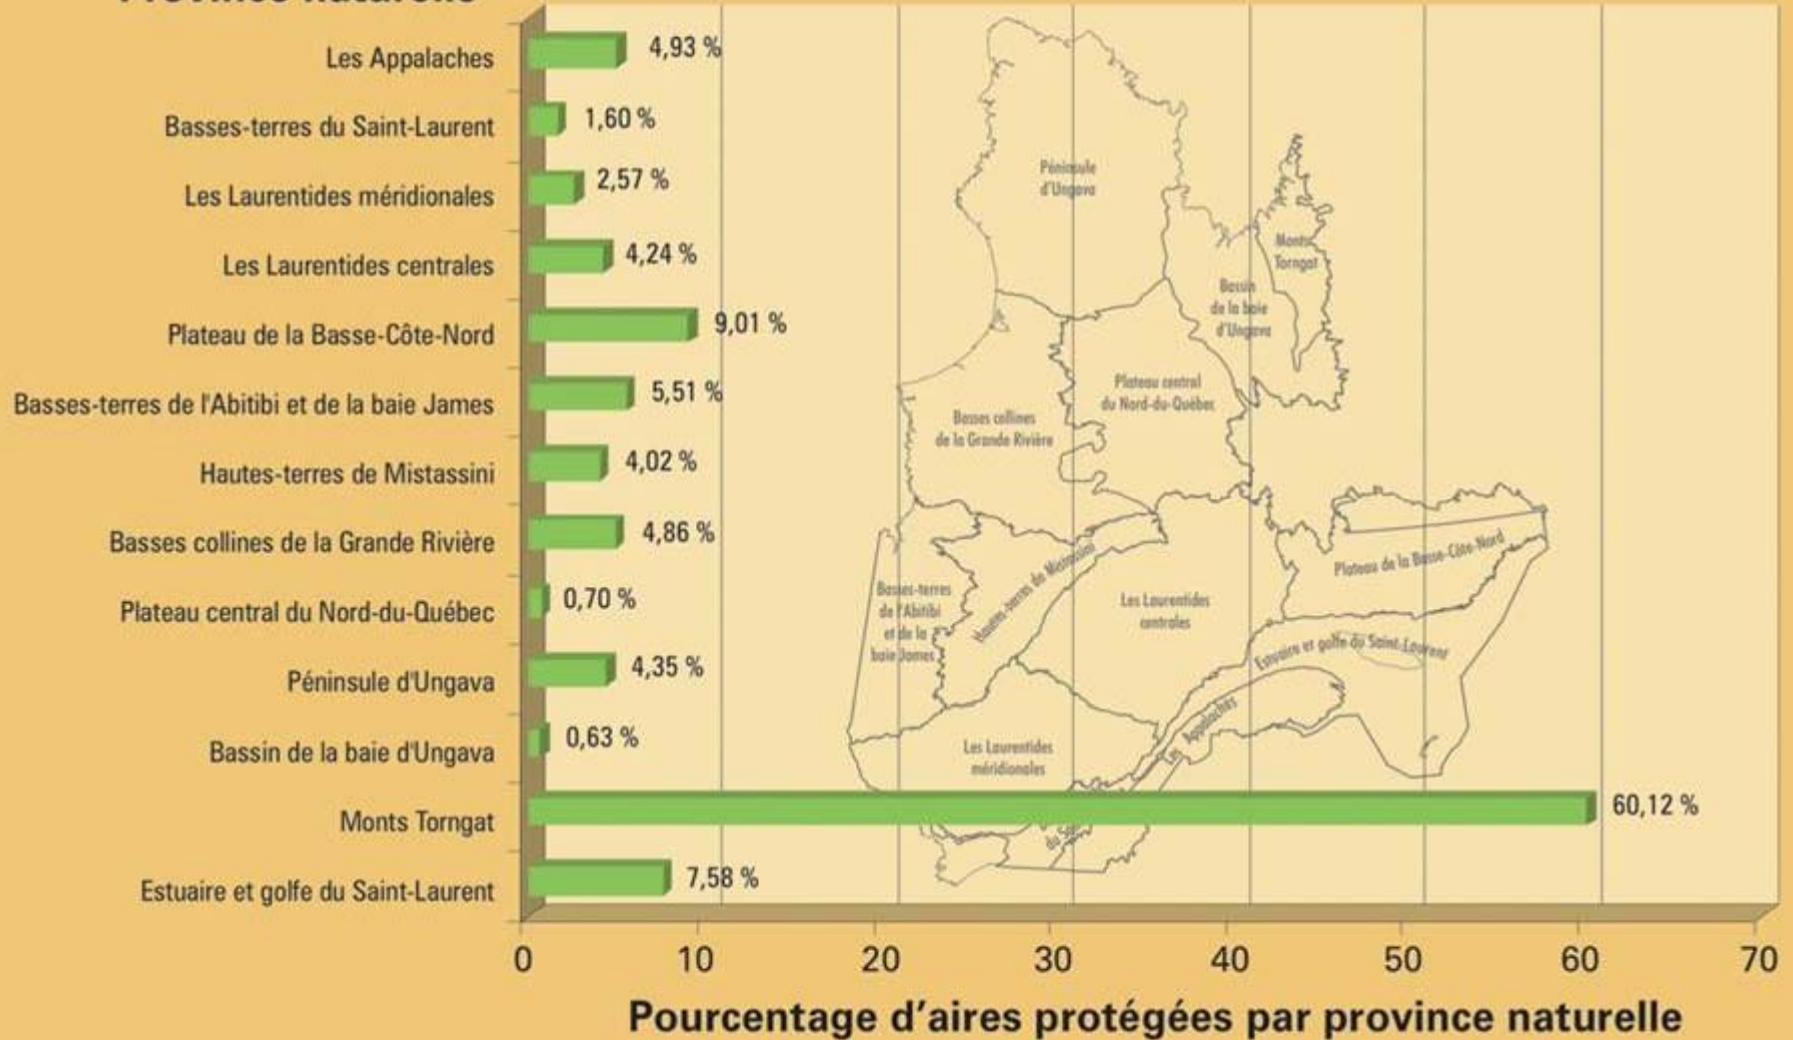 Province naturelle
Les Appalaches
4,93 %
Basses-terres du Saint-Laurent
1,60 %
Les Laurentides méridionales
2,57 %
Les Laurentides centrales
4,24 %
Plateau de la Basse-Côte-Nord
9,01 %
Basses-terres de l'Abitibi et de la baie James
5,51 %
Hautes-terres de Mistassini
4,02 %
Basses collines de la Grande Rivière
4,86 %
Plateau central du Nord-du-Québec
0,70 %
Péninsule d'Ungava
4,35 %
Bassin de la baie d'Ungava
0,63 %
Monts Torngat
60,12 %
Estuaire et golfe du Saint-Laurent
7,58 %
Péninsule
d'Ungava
Monts
Torngat
Bassin
de la baie
d'Ungava
Plateau central
du Nord-du-Québec
Basses collines
de la Grande Rivière
Plateau de la Basse-Côte-Nord
Hautes-terres de Mistassini
Basses-terres
de l'Abitibi
et de la
baie James
Les Laurentides
centrales
Estuaire et golfe du Saint-Laurent
Les Appalaches
Les Laurentides
méridionales
du
0 10 20 30 40 50 60 70
Pourcentage d'aires protégées par province naturelle